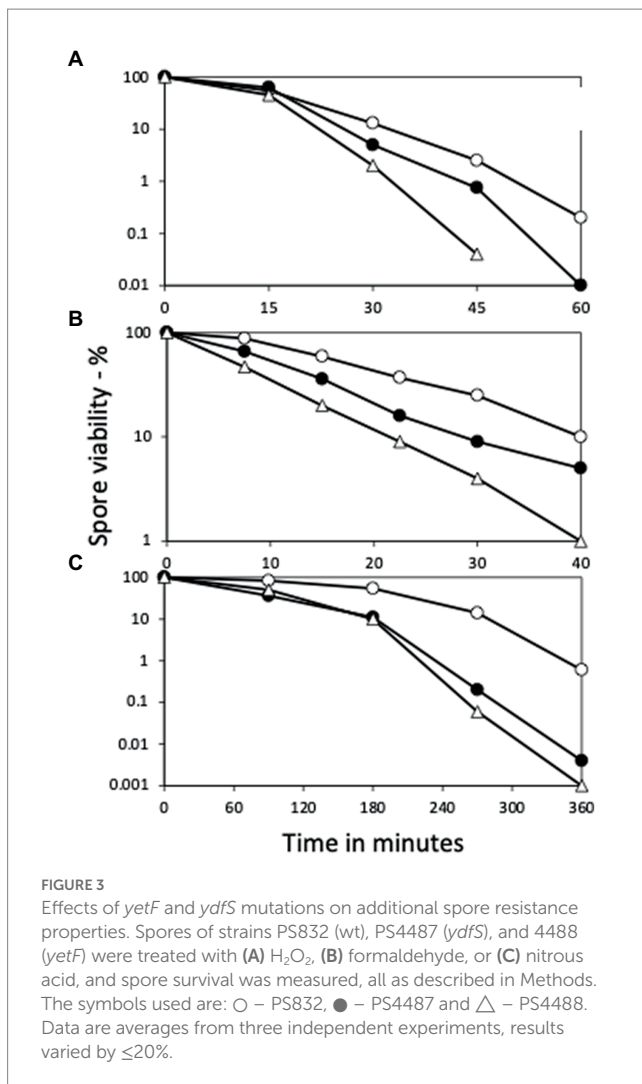 A
100
10
1
0.1
0.01
0 15 30 45 60
B
100
10
1
0 10 20 30 40
Spore viability - %
C
100
10
1
0.1
0.01
0.001
0 60 120 180 240 300 360
Time in minutes
FIGURE 3
Effects of yetF and ydfS mutations on additional spore resistance
properties. Spores of strains PS832 (wt), PS4487 (ydfS), and 4488
(yetF) were treated with (A) H₂O₂, (B) formaldehyde, or (C) nitrous
acid, and spore survival was measured, all as described in Methods.
The symbols used are: ○ – PS832, ● – PS4487 and △ – PS4488.
Data are averages from three independent experiments, results
varied by ≤20%.